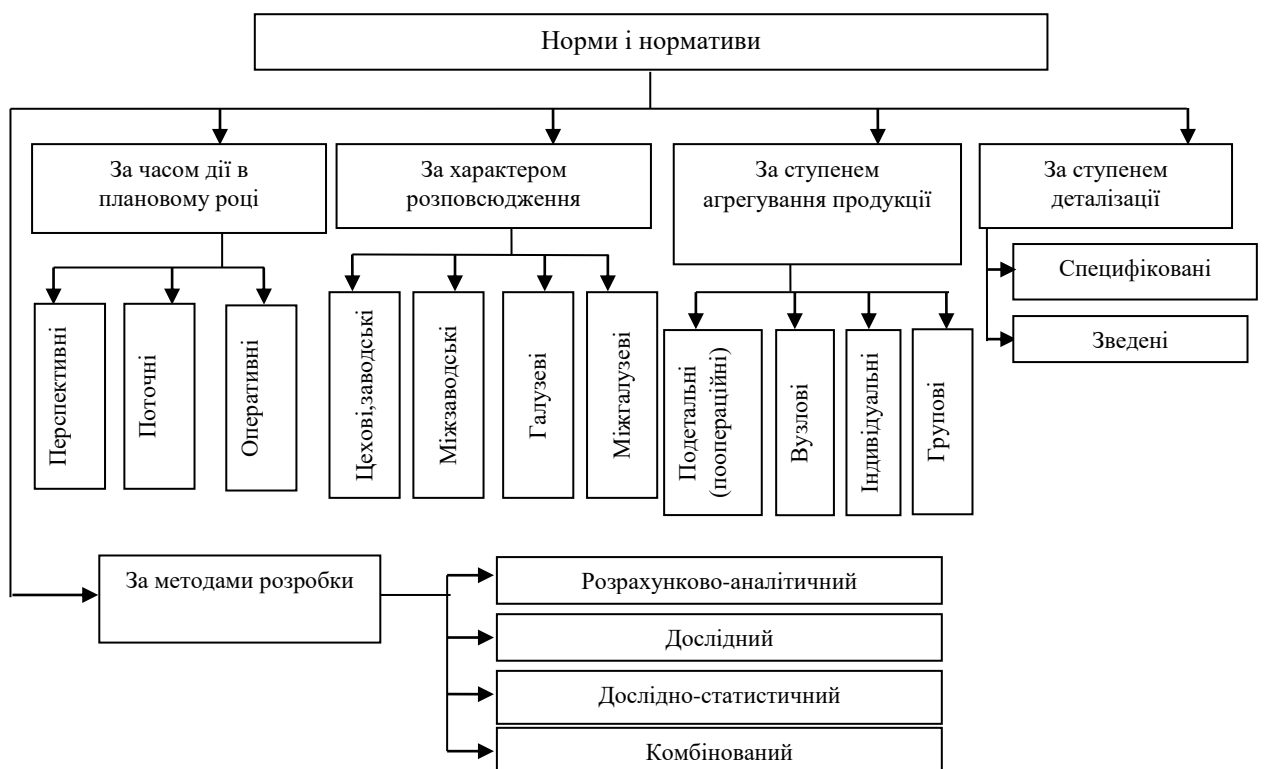 Норми і нормативи
За часом дії в
плановому році
За характером
розповсюдження
За ступенем
агрегування продукції
За ступенем
деталізації
Специфіковані
Зведені
Перспективні
Поточні
Оперативні
Цехові,заводські
Міжзаводські
Галузеві
Міжгалузеві
Подетальні
(поопераційні)
Вузлові
Індивідуальні
Групові
За методами розробки
Розрахунково-аналітичний
Дослідний
Дослідно-статистичний
Комбінований